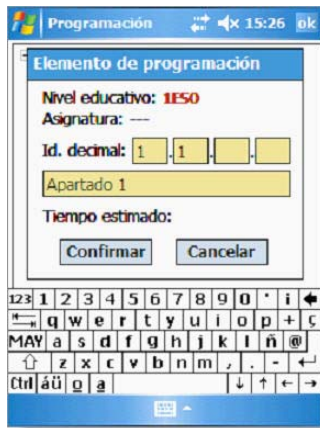 Programación 15:26 ok
Elemento de programación
Nivel educativo: 1ESO
Asignatura: ---
Id. decimal: 1 . 1 . .
Apartado 1
Tiempo estimado:
Confirmar Cancelar
123 1 2 3 4 5 6 7 8 9 0 ' ¡
q w e r t y u i o p + ç
MAY a s d f g h j k l ñ @
z x c v b n m , . -
Ctrl áü º ª